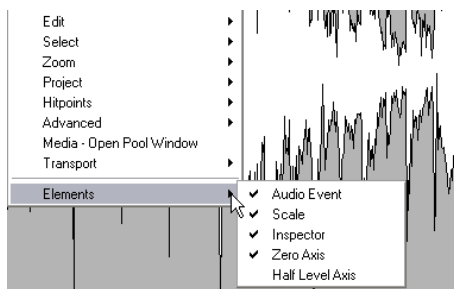 Edit
Select
Zoom
Project
Hitpoints
Advanced
Media - Open Pool Window
Transport
Elements
Audio Event
Scale
Inspector
Zero Axis
Half Level Axis